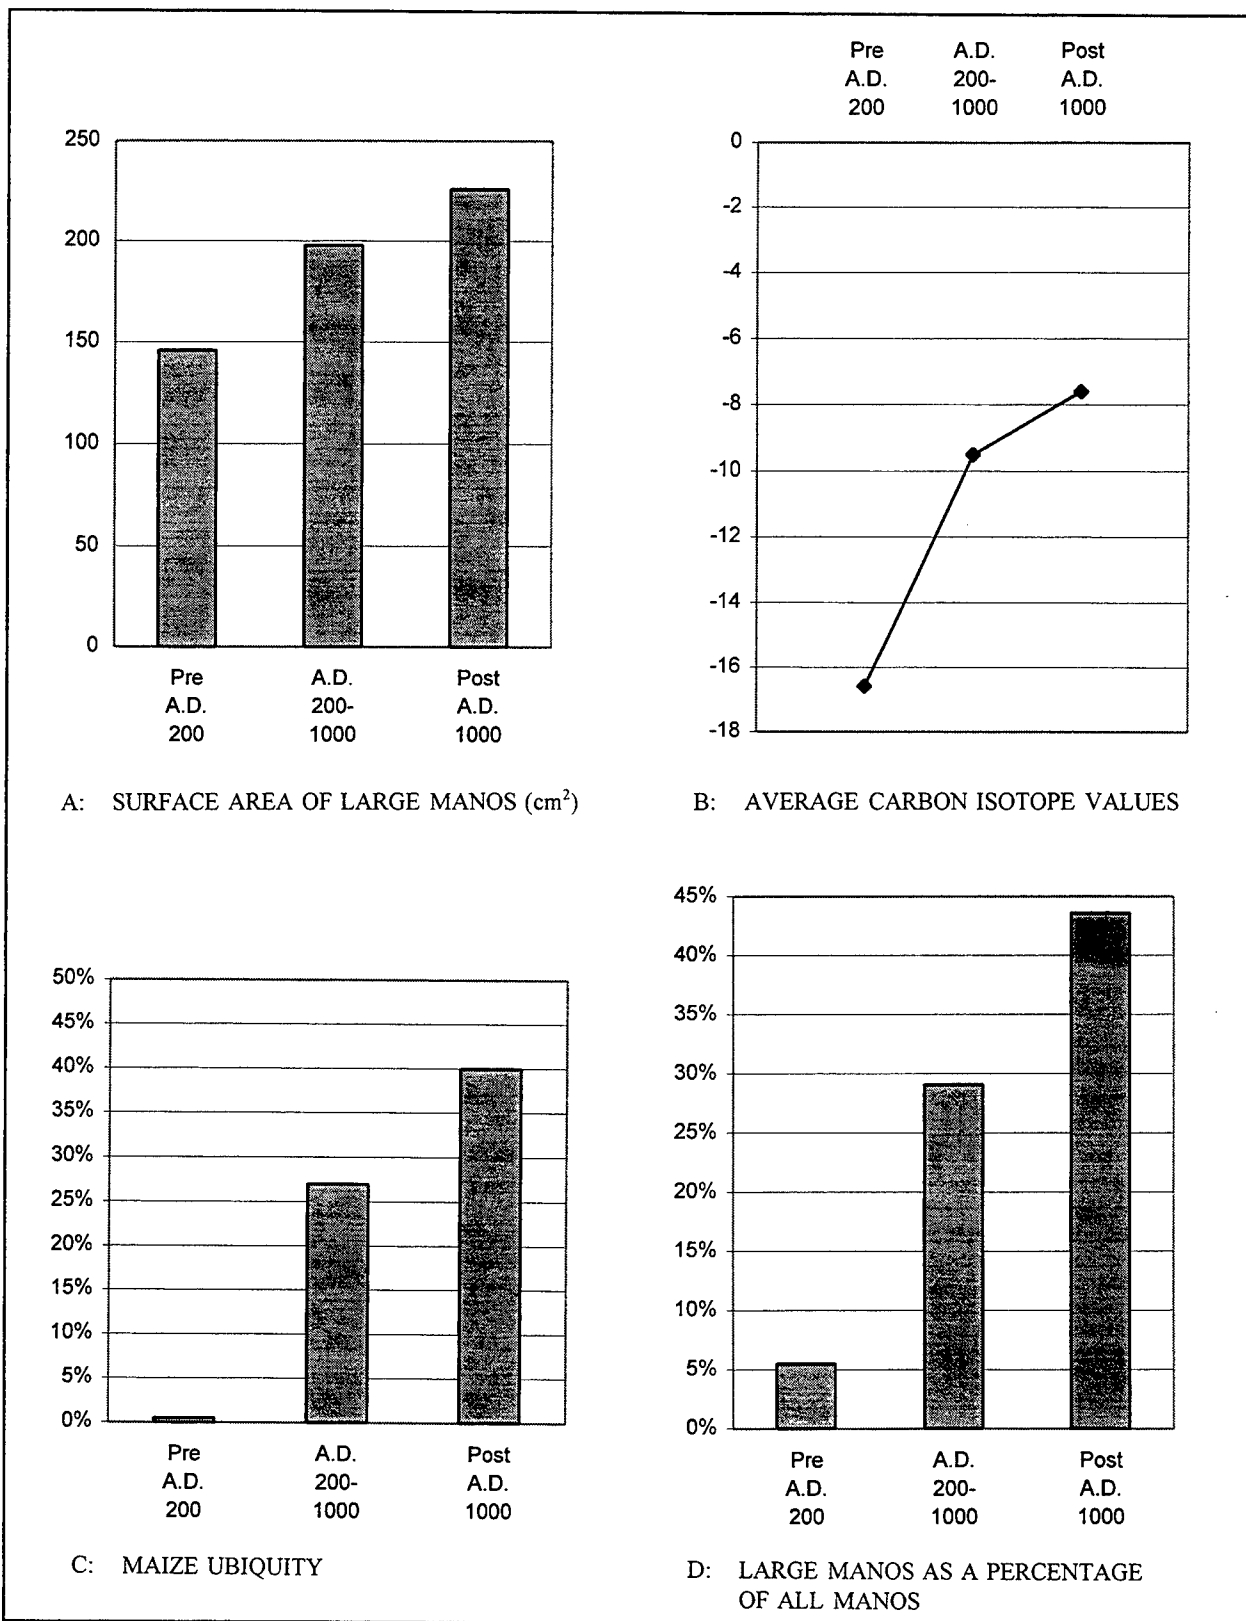 250
200
150
100
50
0
Pre
A.D.
200
A.D.
200-
1000
Post
A.D.
1000
A: SURFACE AREA OF LARGE MANOS (cm²)
Pre
A.D.
200
A.D.
200-
1000
Post
A.D.
1000
0
-2
-4
-6
-8
-10
-12
-14
-16
-18
B: AVERAGE CARBON ISOTOPE VALUES
50%
45%
40%
35%
30%
25%
20%
15%
10%
5%
0%
Pre
A.D.
200
A.D.
200-
1000
Post
A.D.
1000
C: MAIZE UBIQUITY
45%
40%
35%
30%
25%
20%
15%
10%
5%
0%
Pre
A.D.
200
A.D.
200-
1000
Post
A.D.
1000
D: LARGE MANOS AS A PERCENTAGE
OF ALL MANOS